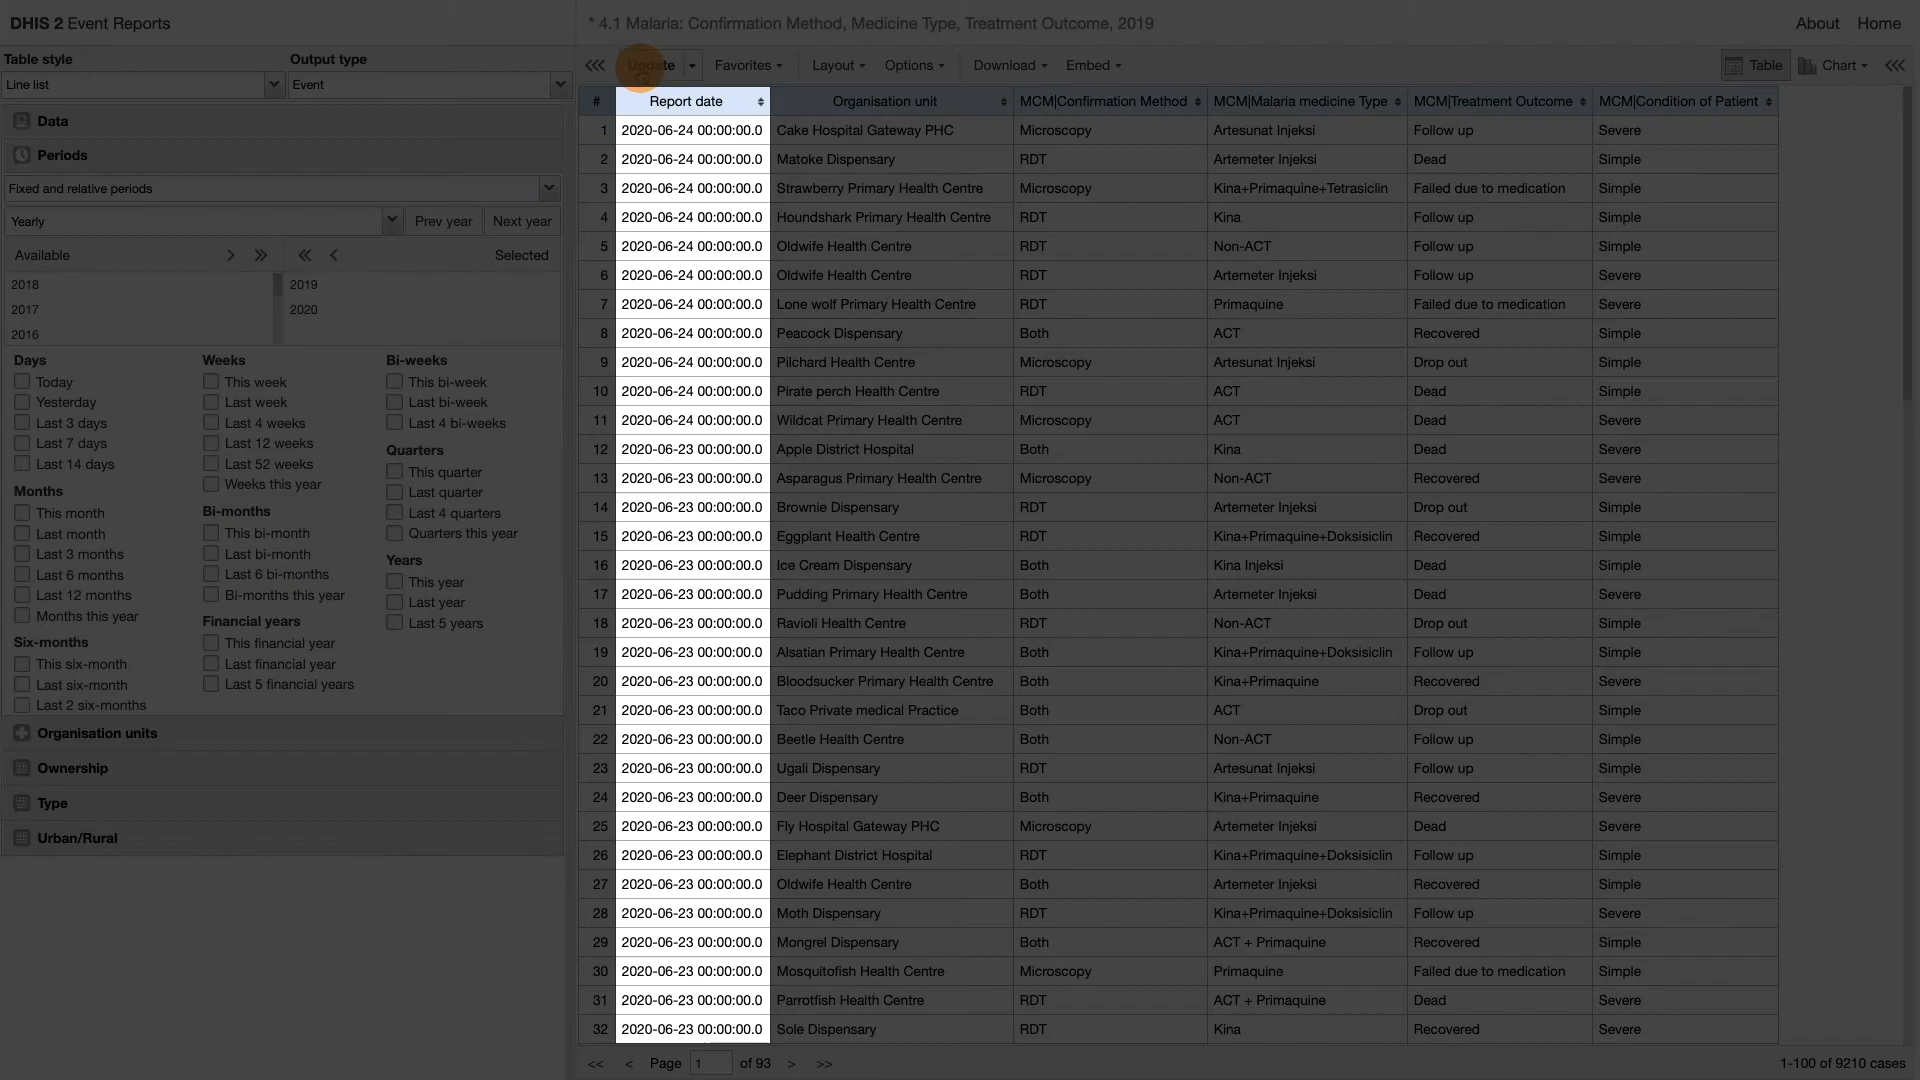 DHIS 2 Event Reports
* 4.1 Malaria: Confirmation Method, Medicine Type, Treatment Outcome, 2019
About Home
Table style Output type
Line list Event
Update Favorites Layout Options Download Embed Table Chart
Data
Periods
Fixed and relative periods
Yearly Prev year Next year
Available Selected
2018 2019
2017 2020
2016
Days Weeks Bi-weeks
Today This week This bi-week
Yesterday Last week Last bi-week
Last 3 days Last 4 weeks Last 4 bi-weeks
Last 7 days Last 12 weeks Quarters
Last 14 days Last 52 weeks This quarter
Months Weeks this year Last quarter
This month Bi-months Last 4 quarters
Last month This bi-month Quarters this year
Last 3 months Last bi-month Years
Last 6 months Last 6 bi-months This year
Last 12 months Bi-months this year Last year
Months this year Financial years Last 5 years
Six-months This financial year
This six-month Last financial year
Last six-month Last 5 financial years
Last 2 six-months
Organisation units
Ownership
Type
Urban/Rural
# Report date Organisation unit MCM|Confirmation Method MCM|Malaria medicine Type MCM|Treatment Outcome MCM|Condition of Patient
1 2020-06-24 00:00:00.0 Cake Hospital Gateway PHC Microscopy Artesunat Injeksi Follow up Severe
2 2020-06-24 00:00:00.0 Matoke Dispensary RDT Artemeter Injeksi Dead Simple
3 2020-06-24 00:00:00.0 Strawberry Primary Health Centre Microscopy Kina+Primaquine+Tetrasiclin Failed due to medication Simple
4 2020-06-24 00:00:00.0 Houndshark Primary Health Centre RDT Kina Follow up Simple
5 2020-06-24 00:00:00.0 Oldwife Health Centre RDT Non-ACT Follow up Simple
6 2020-06-24 00:00:00.0 Oldwife Health Centre RDT Artemeter Injeksi Follow up Severe
7 2020-06-24 00:00:00.0 Lone wolf Primary Health Centre RDT Primaquine Failed due to medication Severe
8 2020-06-24 00:00:00.0 Peacock Dispensary Both ACT Recovered Simple
9 2020-06-24 00:00:00.0 Pilchard Health Centre Microscopy Artesunat Injeksi Drop out Simple
10 2020-06-24 00:00:00.0 Pirate perch Health Centre RDT ACT Dead Simple
11 2020-06-24 00:00:00.0 Wildcat Primary Health Centre Microscopy ACT Dead Severe
12 2020-06-23 00:00:00.0 Apple District Hospital Both Kina Dead Severe
13 2020-06-23 00:00:00.0 Asparagus Primary Health Centre Microscopy Non-ACT Recovered Severe
14 2020-06-23 00:00:00.0 Brownie Dispensary RDT Artemeter Injeksi Drop out Simple
15 2020-06-23 00:00:00.0 Eggplant Health Centre RDT Kina+Primaquine+Doksisiclin Recovered Simple
16 2020-06-23 00:00:00.0 Ice Cream Dispensary Both Kina Injeksi Dead Simple
17 2020-06-23 00:00:00.0 Pudding Primary Health Centre Both Artemeter Injeksi Dead Severe
18 2020-06-23 00:00:00.0 Ravioli Health Centre RDT Non-ACT Drop out Simple
19 2020-06-23 00:00:00.0 Alsatian Primary Health Centre Both Kina+Primaquine+Doksisiclin Follow up Simple
20 2020-06-23 00:00:00.0 Bloodsucker Primary Health Centre Both Kina+Primaquine Recovered Severe
21 2020-06-23 00:00:00.0 Taco Private medical Practice Both ACT Drop out Simple
22 2020-06-23 00:00:00.0 Beetle Health Centre Both Non-ACT Follow up Simple
23 2020-06-23 00:00:00.0 Ugali Dispensary RDT Artesunat Injeksi Follow up Simple
24 2020-06-23 00:00:00.0 Deer Dispensary Both Kina+Primaquine Recovered Severe
25 2020-06-23 00:00:00.0 Fly Hospital Gateway PHC Microscopy Artemeter Injeksi Dead Severe
26 2020-06-23 00:00:00.0 Elephant District Hospital RDT Kina+Primaquine+Doksisiclin Follow up Simple
27 2020-06-23 00:00:00.0 Oldwife Health Centre Both Artemeter Injeksi Recovered Simple
28 2020-06-23 00:00:00.0 Moth Dispensary RDT Kina+Primaquine+Doksisiclin Follow up Severe
29 2020-06-23 00:00:00.0 Mongrel Dispensary Both ACT + Primaquine Recovered Simple
30 2020-06-23 00:00:00.0 Mosquitofish Health Centre Microscopy Primaquine Failed due to medication Simple
31 2020-06-23 00:00:00.0 Parrotfish Health Centre RDT ACT + Primaquine Dead Severe
32 2020-06-23 00:00:00.0 Sole Dispensary RDT Kina Recovered Severe
<< < Page 1 of 93 > >> 1-100 of 9210 cases